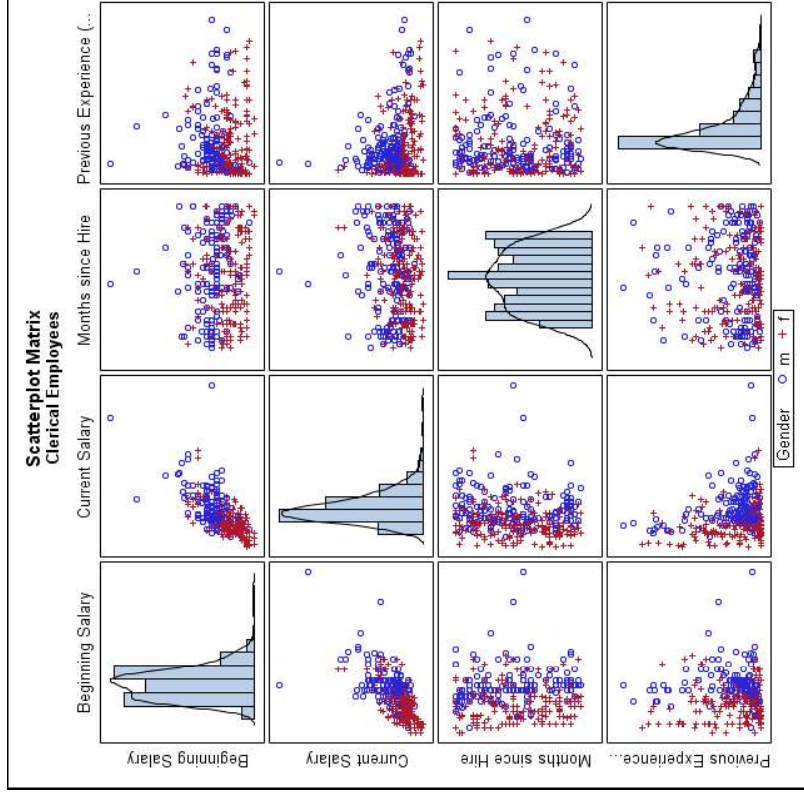 Scatterplot Matrix
Clerical Employees
Beginning Salary
Current Salary
Months since Hire
Previous Experience (...
Beginning Salary
Current Salary
Months since Hire
Previous Experience...
Gender o m + f